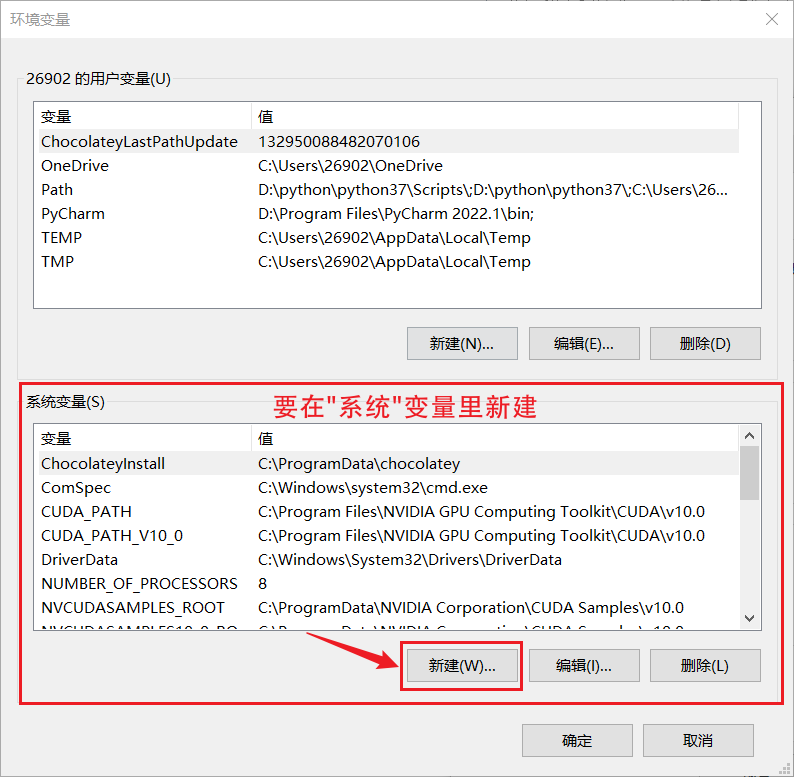 环境变量
26902 的用户变量(U)
变量 值
ChocolateyLastPathUpdate 132950088482070106
OneDrive C:\Users\26902\OneDrive
Path D:\python\python37\Scripts\;D:\python\python37\;C:\Users\26...
PyCharm D:\Program Files\PyCharm 2022.1\bin;
TEMP C:\Users\26902\AppData\Local\Temp
TMP C:\Users\26902\AppData\Local\Temp
新建(N)... 编辑(E)... 删除(D)
系统变量(S)
要在"系统"变量里新建
变量 值
ChocolateyInstall C:\ProgramData\chocolatey
ComSpec C:\Windows\system32\cmd.exe
CUDA_PATH C:\Program Files\NVIDIA GPU Computing Toolkit\CUDA\v10.0
CUDA_PATH_V10_0 C:\Program Files\NVIDIA GPU Computing Toolkit\CUDA\v10.0
DriverData C:\Windows\System32\Drivers\DriverData
NUMBER_OF_PROCESSORS 8
NVCUDASAMPLES_ROOT C:\ProgramData\NVIDIA Corporation\CUDA Samples\v10.0
新建(W)... 编辑(I)... 删除(L)
确定 取消